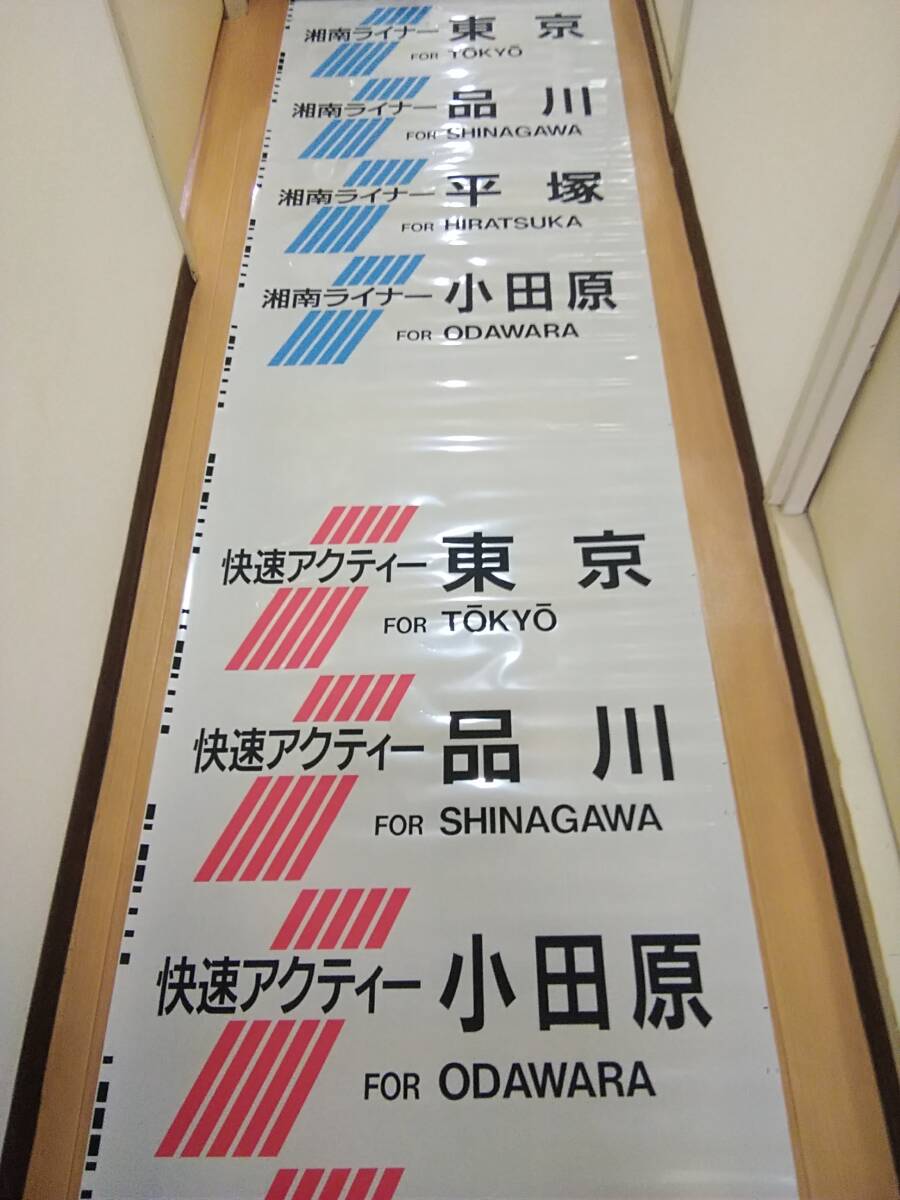 湘南ライナー 東京
FOR TŌKYŌ
湘南ライナー 品川
FOR SHINAGAWA
湘南ライナー 平塚
FOR HIRATSUKA
湘南ライナー 小田原
FOR ODAWARA
快速アクティー 東京
FOR TŌKYŌ
快速アクティー 品川
FOR SHINAGAWA
快速アクティー 小田原
FOR ODAWARA